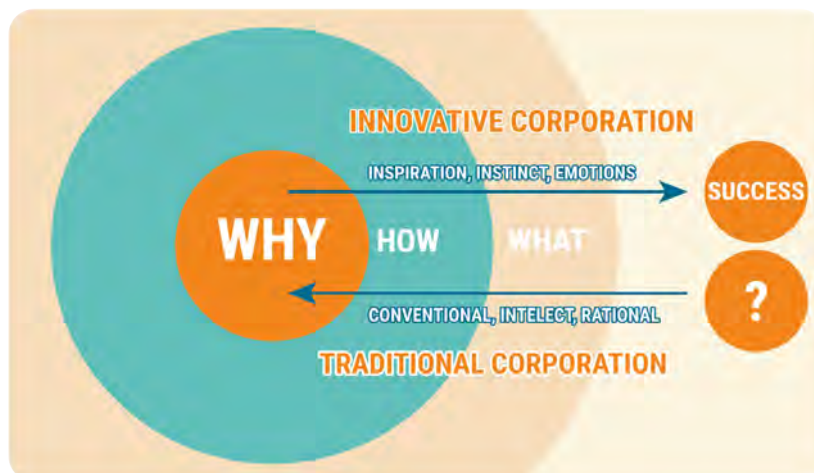 INNOVATIVE CORPORATION
INSPIRATION, INSTINCT, EMOTIONS
SUCCESS
WHY HOW WHAT
?
CONVENTIONAL, INTELECT, RATIONAL
TRADITIONAL CORPORATION